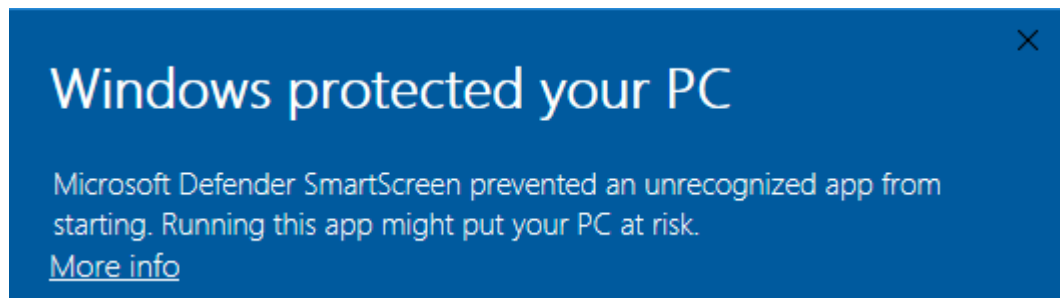 Windows protected your PC
Microsoft Defender SmartScreen prevented an unrecognized app from
starting. Running this app might put your PC at risk.
More info